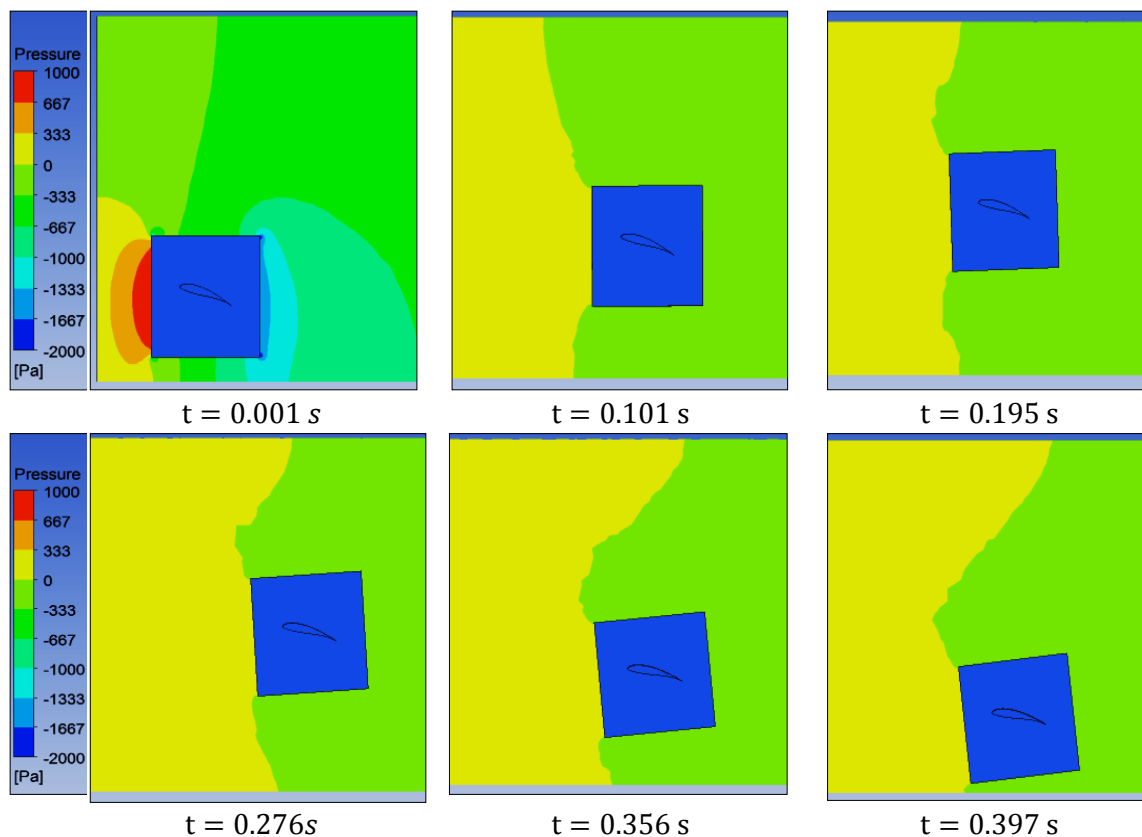 Pressure
1000
667
333
0
-333
-667
-1000
-1333
-1667
-2000
[Pa]
t = 0.001 s
t = 0.101 s
t = 0.195 s
Pressure
1000
667
333
0
-333
-667
-1000
-1333
-1667
-2000
[Pa]
t = 0.276s
t = 0.356 s
t = 0.397 s